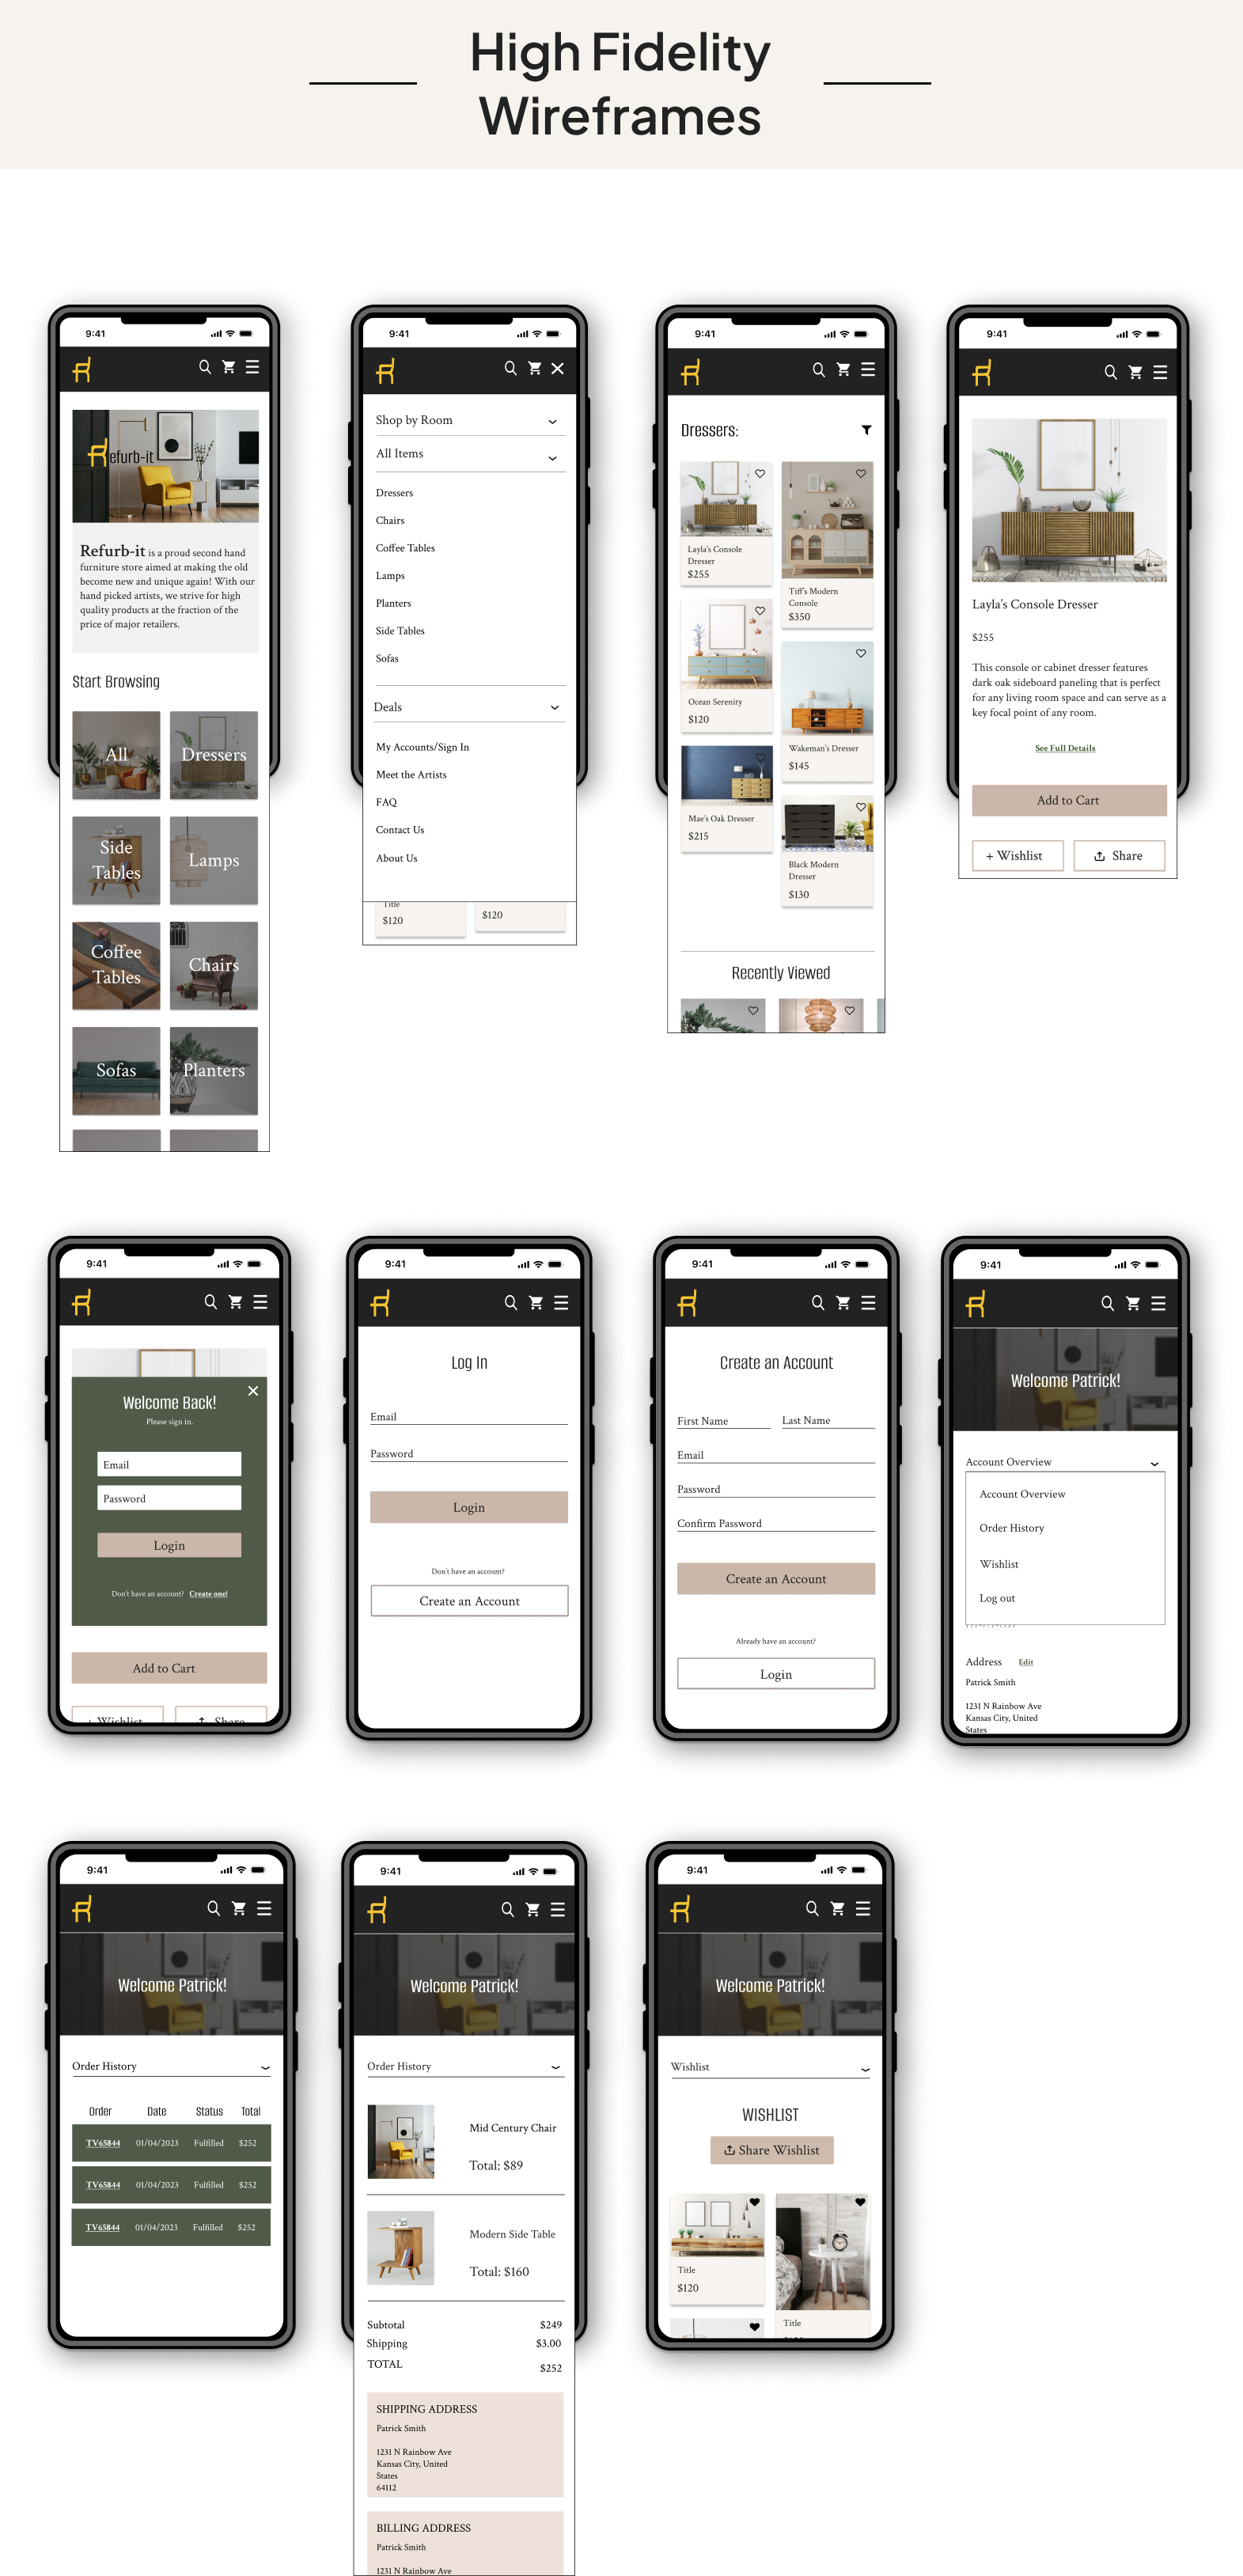 High Fidelity
Wireframes
9:41
efurb-it
Refurb-it is a proud second hand
furniture store aimed at making the old
become new and unique again! With our
hand picked artists, we strive for high
quality products at the fraction of the
price of major retailers.
Start Browsing
All
Dressers
Side
Tables
Lamps
Coffee
Tables
Chairs
Sofas
Planters
9:41
Shop by Room
All Items
Dressers
Chairs
Coffee Tables
Lamps
Planters
Side Tables
Sofas
Deals
My Accounts/Sign In
Meet the Artists
FAQ
Contact Us
About Us
Title
$120
$120
9:41
Dressers:
Layla's Console
Dresser
$255
Tiff's Modern
Console
$350
Ocean Serenity
$120
Wakeman's Dresser
$145
Mae's Oak Dresser
$215
Black Modern
Dresser
$130
Recently Viewed
9:41
Layla's Console Dresser
$255
This console or cabinet dresser features
dark oak sideboard paneling that is perfect
for any living room space and can serve as a
key focal point of any room.
See Full Details
Add to Cart
+ Wishlist
Share
9:41
Welcome Back!
Please sign in.
Email
Password
Login
Don't have an account? Create one!
Add to Cart
+ Wishlist
Share
9:41
Log In
Email
Password
Login
Don't have an account?
Create an Account
9:41
Create an Account
First Name
Last Name
Email
Password
Confirm Password
Create an Account
Already have an account?
Login
9:41
Welcome Patrick!
Account Overview
Account Overview
Order History
Wishlist
Log out
Address Edit
Patrick Smith
1231 N Rainbow Ave
Kansas City, United
States
9:41
Welcome Patrick!
Order History
Order Date Status Total
TV65844 01/04/2023 Fulfilled $252
TV65844 01/04/2023 Fulfilled $252
TV65844 01/04/2023 Fulfilled $252
9:41
Welcome Patrick!
Order History
Mid Century Chair
Total: $89
Modern Side Table
Total: $160
Subtotal $249
Shipping $3.00
TOTAL $252
SHIPPING ADDRESS
Patrick Smith
1231 N Rainbow Ave
Kansas City, United
States
64112
BILLING ADDRESS
Patrick Smith
1231 N Rainbow Ave
9:41
Welcome Patrick!
Wishlist
WISHLIST
Share Wishlist
Title
$120
Title